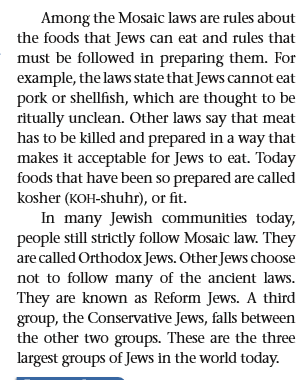 Among the Mosaic laws are rules about
the foods that Jews can eat and rules that
must be followed in preparing them. For
example, the laws state that Jews cannot eat
pork or shellfish, which are thought to be
ritually unclean. Other laws say that meat
has to be killed and prepared in a way that
makes it acceptable for Jews to eat. Today
foods that have been so prepared are called
kosher (KOH-shuhr), or fit.
In many Jewish communities today,
people still strictly follow Mosaic law. They
are called Orthodox Jews. Other Jews choose
not to follow many of the ancient laws.
They are known as Reform Jews. A third
group, the Conservative Jews, falls between
the other two groups. These are the three
largest groups of Jews in the world today.